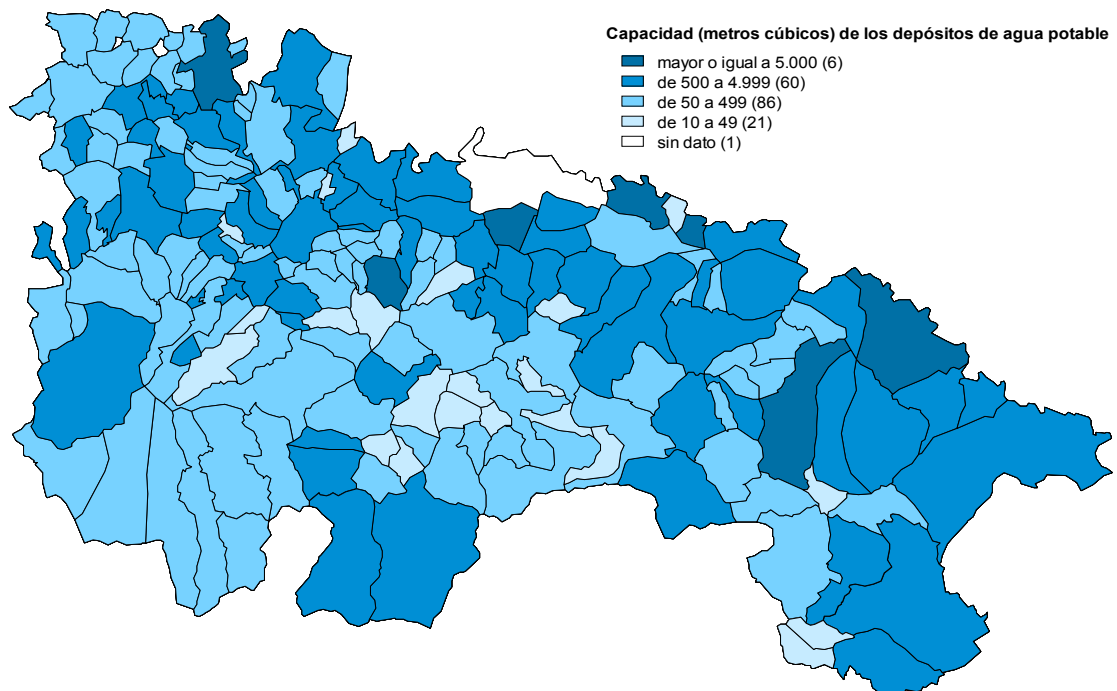 Capacidad (metros cúbicos) de los depósitos de agua potable
mayor o igual a 5.000 (6)
de 500 a 4.999 (60)
de 50 a 499 (86)
de 10 a 49 (21)
sin dato (1)